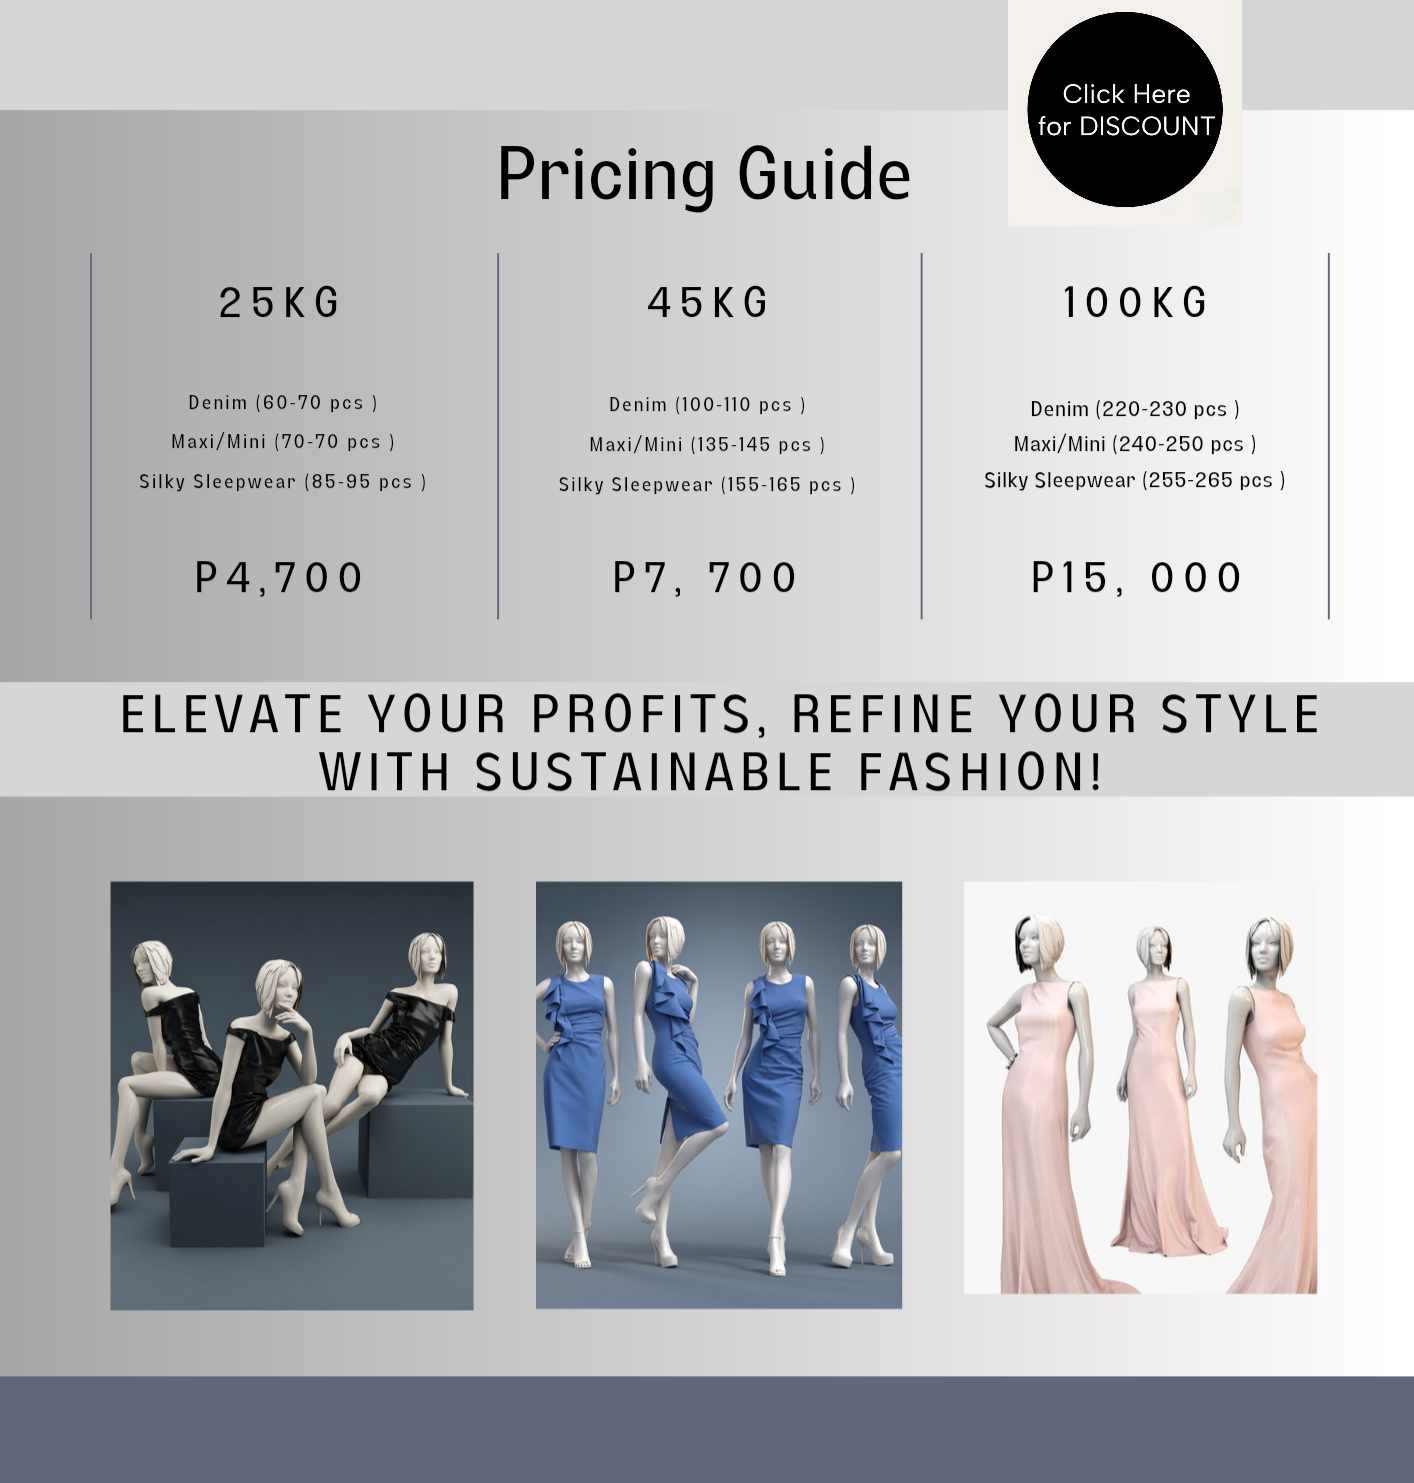 Click Here
for DISCOUNT
Pricing Guide
25KG
Denim (60-70 pcs )
Maxi/Mini (70-70 pcs )
Silky Sleepwear (85-95 pcs )
P4,700
45KG
Denim (100-110 pcs )
Maxi/Mini (135-145 pcs )
Silky Sleepwear (155-165 pcs )
P7, 700
100KG
Denim (220-230 pcs )
Maxi/Mini (240-250 pcs )
Silky Sleepwear (255-265 pcs )
P15, 000
ELEVATE YOUR PROFITS, REFINE YOUR STYLE
WITH SUSTAINABLE FASHION!